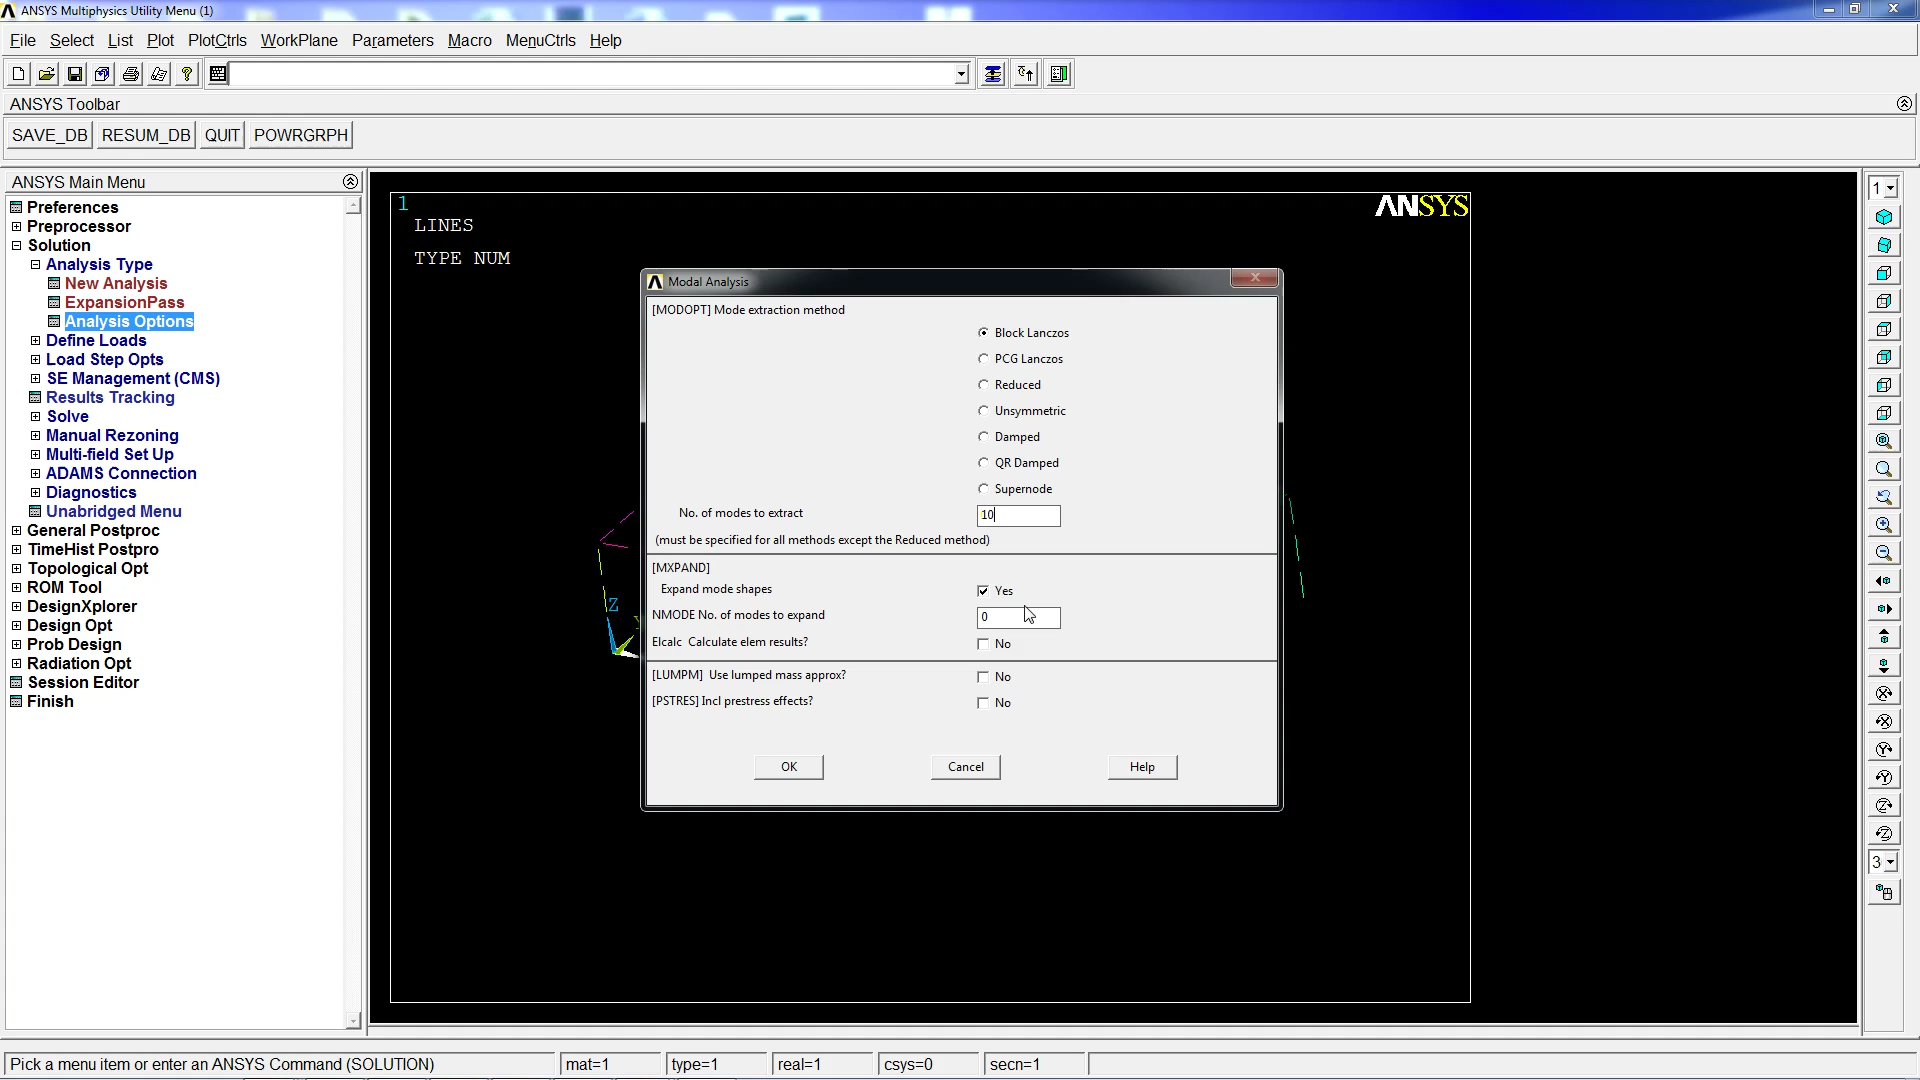 ANSYS Multiphysics Utility Menu (1)
File Select List Plot PlotCtrls WorkPlane Parameters Macro MenuCtrls Help
ANSYS Toolbar
SAVE_DB RESUM_DB QUIT POWRGRPH
ANSYS Main Menu
Preferences
Preprocessor
Solution
Analysis Type
New Analysis
ExpansionPass
Analysis Options
Define Loads
Load Step Opts
SE Management (CMS)
Results Tracking
Solve
Manual Rezoning
Multi-field Set Up
ADAMS Connection
Diagnostics
Unabridged Menu
General Postproc
TimeHist Postpro
Topological Opt
ROM Tool
DesignXplorer
Design Opt
Prob Design
Radiation Opt
Session Editor
Finish
1
LINES
TYPE NUM
ANSYS
Z
Modal Analysis
[MODOPT] Mode extraction method
Block Lanczos
PCG Lanczos
Reduced
Unsymmetric
Damped
QR Damped
Supernode
No. of modes to extract 10
(must be specified for all methods except the Reduced method)
[MXPAND]
Expand mode shapes Yes
NMODE No. of modes to expand 0
Elcalc Calculate elem results? No
[LUMPM] Use lumped mass approx? No
[PSTRES] Incl prestress effects? No
OK Cancel Help
1
3
Pick a menu item or enter an ANSYS Command (SOLUTION) mat=1 type=1 real=1 csys=0 secn=1